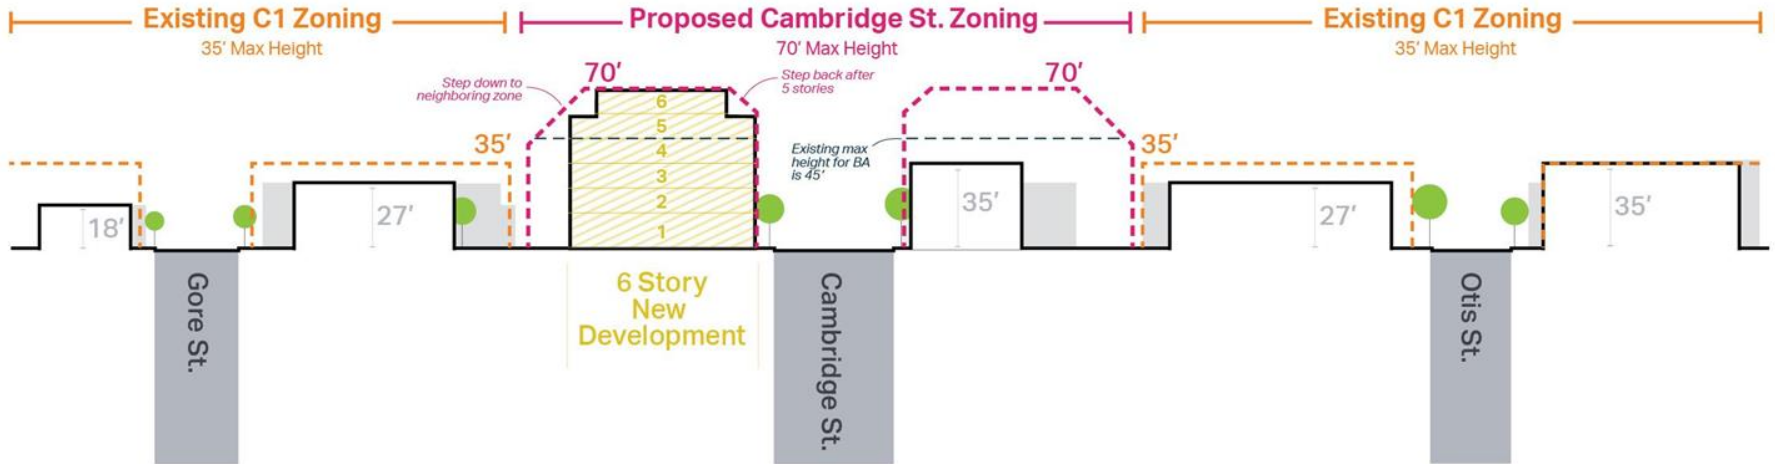 Existing C1 Zoning
35' Max Height
Proposed Cambridge St. Zoning
70' Max Height
Existing C1 Zoning
35' Max Height
Step down to
neighboring zone
70'
Step back after
5 stories
70'
35'
Existing max
height for BA
is 45'
35'
6
5
4
3
2
1
18'
27'
35'
27'
35'
Gore St.
6 Story
New
Development
Cambridge St.
Otis St.